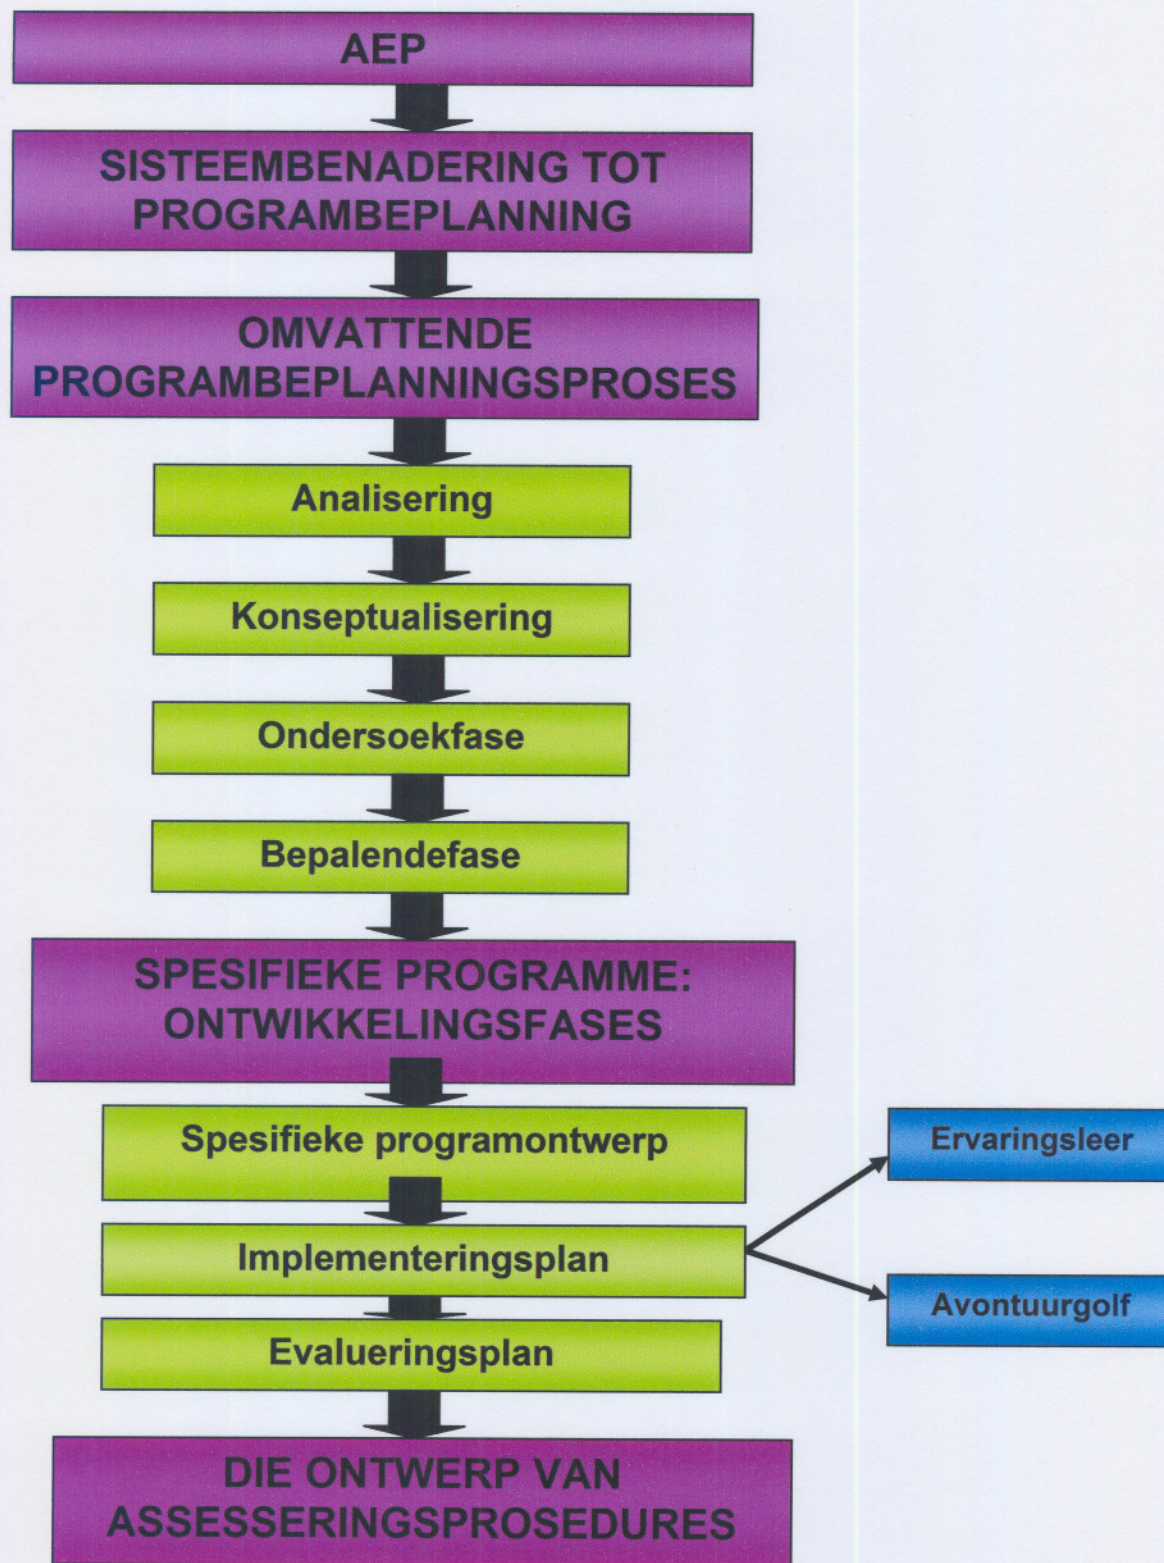 AEP
SISTEEMBENADERING TOT
PROGRAMBEPLANNING
OMVATTENDE
PROGRAMBEPLANNINGSPROSES
Analisering
Konseptualisering
Ondersoekfase
Bepalendefase
SPESIFIEKE PROGRAMME:
ONTWIKKELINGSFASES
Spesifieke programontwerp
Ervaringsleer
Implementeringsplan
Avontuurgolf
Evalueringsplan
DIE ONTWERP VAN
ASSESSERINGSPROSEDURES